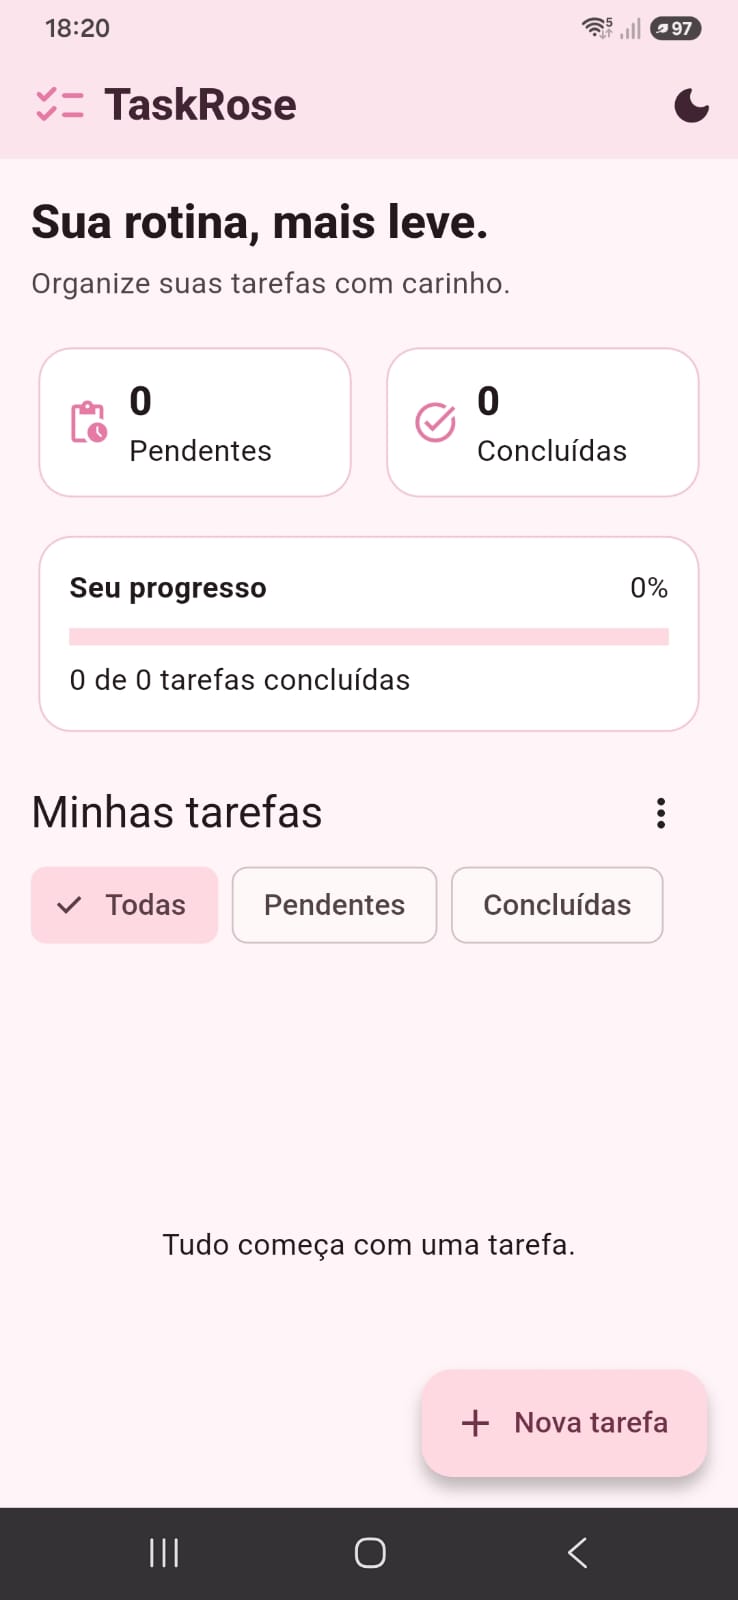 18:20
5
97
TaskRose
Sua rotina, mais leve.
Organize suas tarefas com carinho.
0
Pendentes
0
Concluídas
Seu progresso 0%
0 de 0 tarefas concluídas
Minhas tarefas
Todas Pendentes Concluídas
Tudo começa com uma tarefa.
+ Nova tarefa